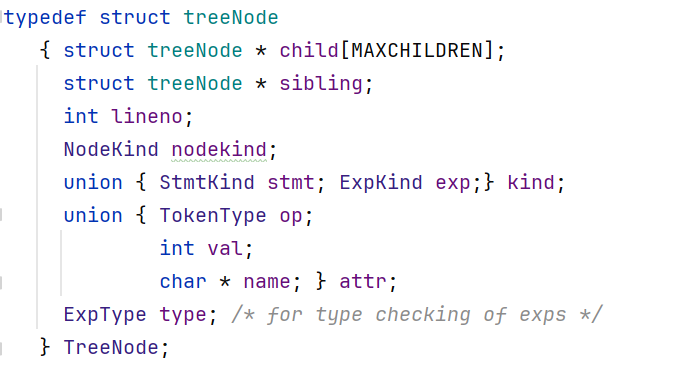 typedef struct treeNode
   { struct treeNode * child[MAXCHILDREN];
     struct treeNode * sibling;
     int lineno;
     NodeKind nodekind;
     union { StmtKind stmt; ExpKind exp;} kind;
     union { TokenType op;
             int val;
             char * name; } attr;
     ExpType type; /* for type checking of exps */
   } TreeNode;